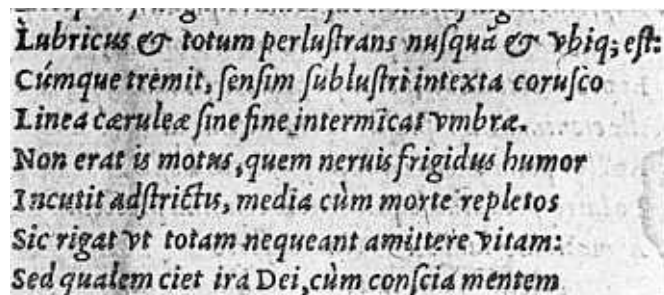 Lubricus & totum perluſtrans nuſquã & vbiq; eſt:
Cúmque tremit, ſenſim ſubluſtri intexta coruſco
Linea cæruleæ ſine fine intermicat vmbræ.
Non erat is motus, quem neruis frigidus humor
Incutit adſtrictis, media cùm morte repletos
Sic rigat vt totam nequeant amittere vitam:
Sed qualem ciet ira Dei, cùm conſcia mentem